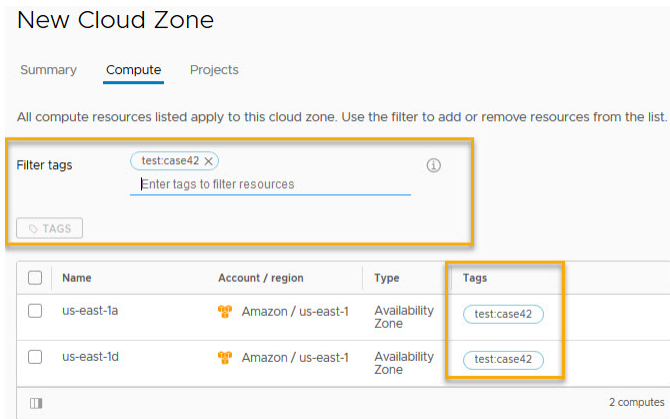 New Cloud Zone
Summary Compute Projects
All compute resources listed apply to this cloud zone. Use the filter to add or remove resources from the list.
Filter tags test:case42
Enter tags to filter resources
TAGS
Name Account / region Type Tags
us-east-1a Amazon / us-east-1 Availability Zone test:case42
us-east-1d Amazon / us-east-1 Availability Zone test:case42
2 computes